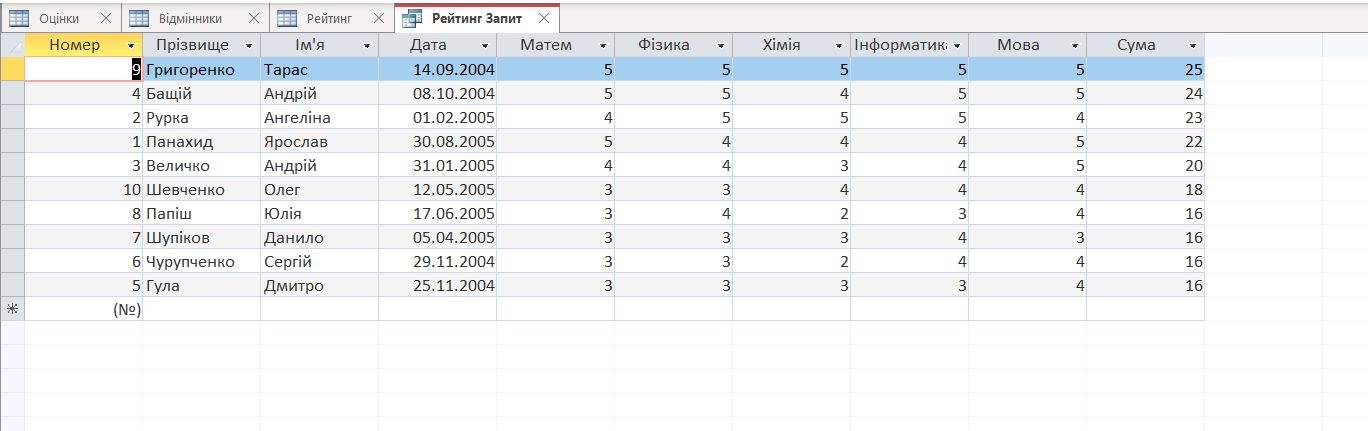 Оцінки Відмінники Рейтинг Рейтинг Запит
Номер Прізвище Ім'я Дата Матем Фізика Хімія Інформатика Мова Сума
9 Григоренко Тарас 14.09.2004 5 5 5 5 5 25
4 Бащій Андрій 08.10.2004 5 5 4 5 5 24
2 Рурка Ангеліна 01.02.2005 4 5 5 5 4 23
1 Панахид Ярослав 30.08.2005 5 4 4 4 5 22
3 Величко Андрій 31.01.2005 4 4 3 4 5 20
10 Шевченко Олег 12.05.2005 3 3 4 4 4 18
8 Папіш Юлія 17.06.2005 3 4 2 3 4 16
7 Шупіков Данило 05.04.2005 3 3 3 4 3 16
6 Чурупченко Сергій 29.11.2004 3 3 2 4 4 16
5 Гула Дмитро 25.11.2004 3 3 3 3 4 16
(№)